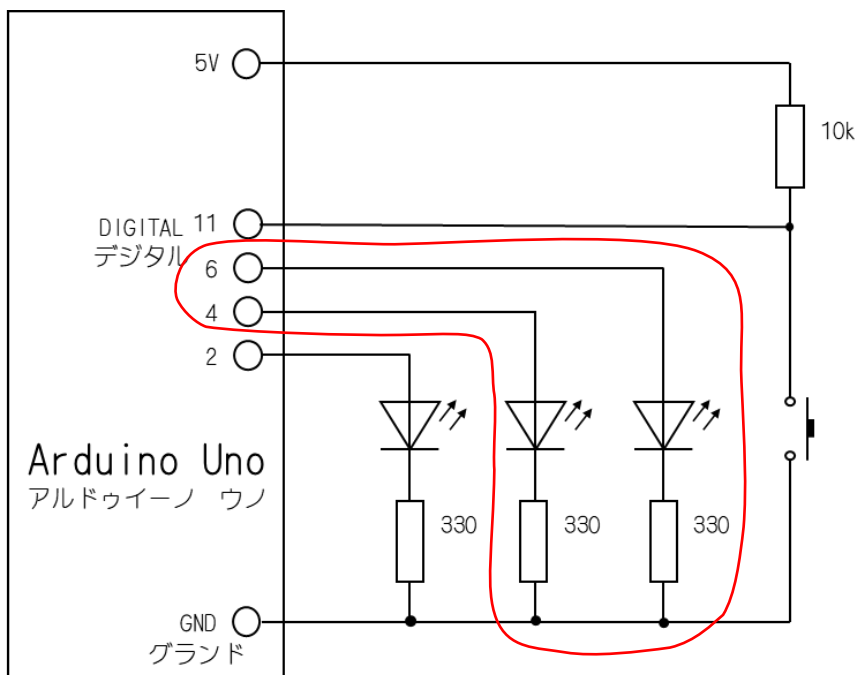 5V
10k
DIGITAL 11
デジタル
6
4
2
Arduino Uno
アルドゥイーノ ウノ
330 330 330
GND
グランド